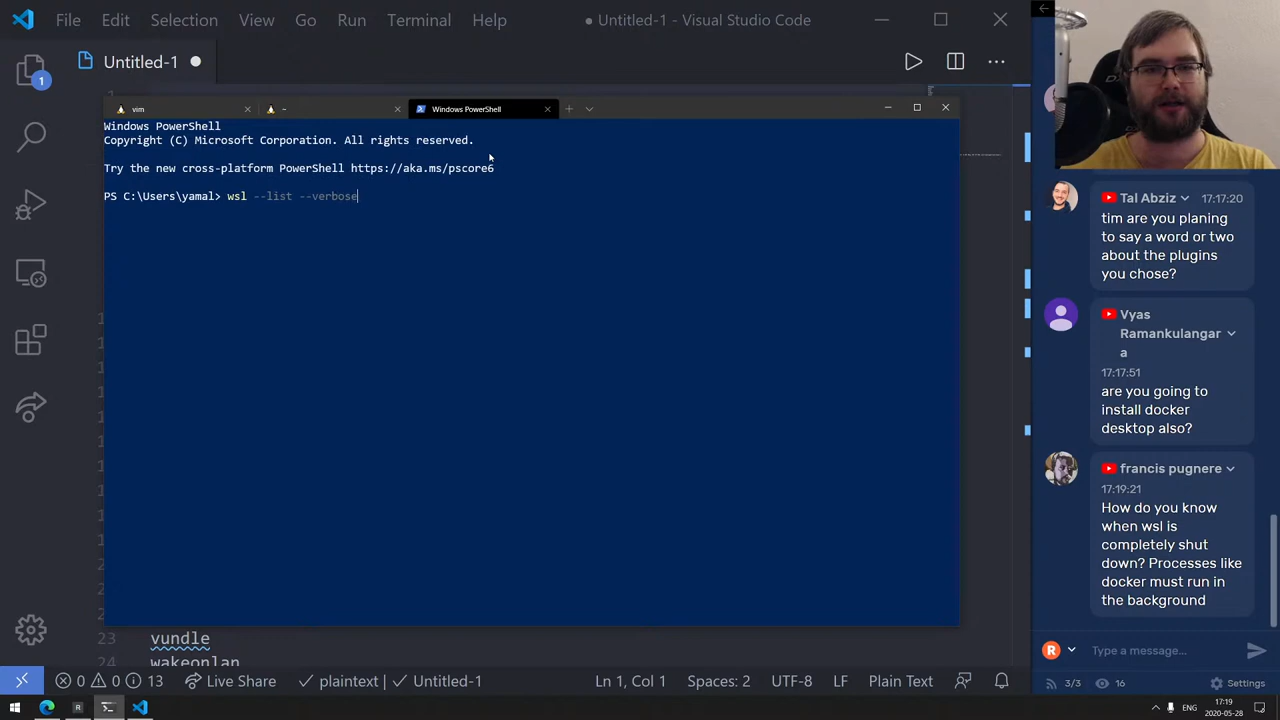 File Edit Selection View Go Run Terminal Help
● Untitled-1 - Visual Studio Code
Untitled-1
1
vim
~
Windows PowerShell
Windows PowerShell
Copyright (C) Microsoft Corporation. All rights reserved.
Try the new cross-platform PowerShell https://aka.ms/pscore6
PS C:\Users\yamal> wsl --list --verbose
23 vundle
24 wakeonlan
0 0 13 Live Share plaintext | Untitled-1 Ln 1, Col 1 Spaces: 2 UTF-8 LF Plain Text
Tal Abziz 17:17:20
tim are you planing
to say a word or two
about the plugins
you chose?
Vyas
Ramankulangar
a
17:17:51
are you going to
install docker
desktop also?
francis pugnere
17:19:21
How do you know
when wsl is
completely shut
down? Processes like
docker must run in
the background
R
Type a message...
3/3 16 Settings
ENG
17:19
2020-05-28